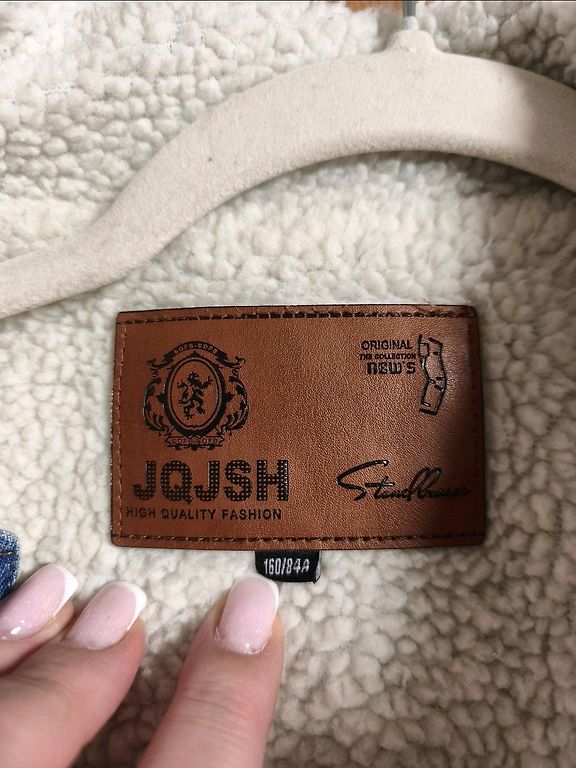 ORIGINAL
THE COLLECTION
new's
JQJSH
HIGH QUALITY FASHION
160/84A